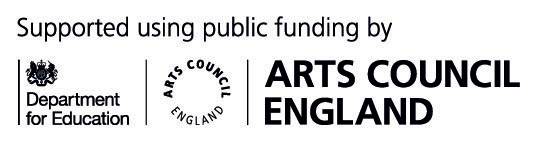 Supported using public funding by
Department
for Education
ARTS COUNCIL
ENGLAND
ARTS COUNCIL
ENGLAND